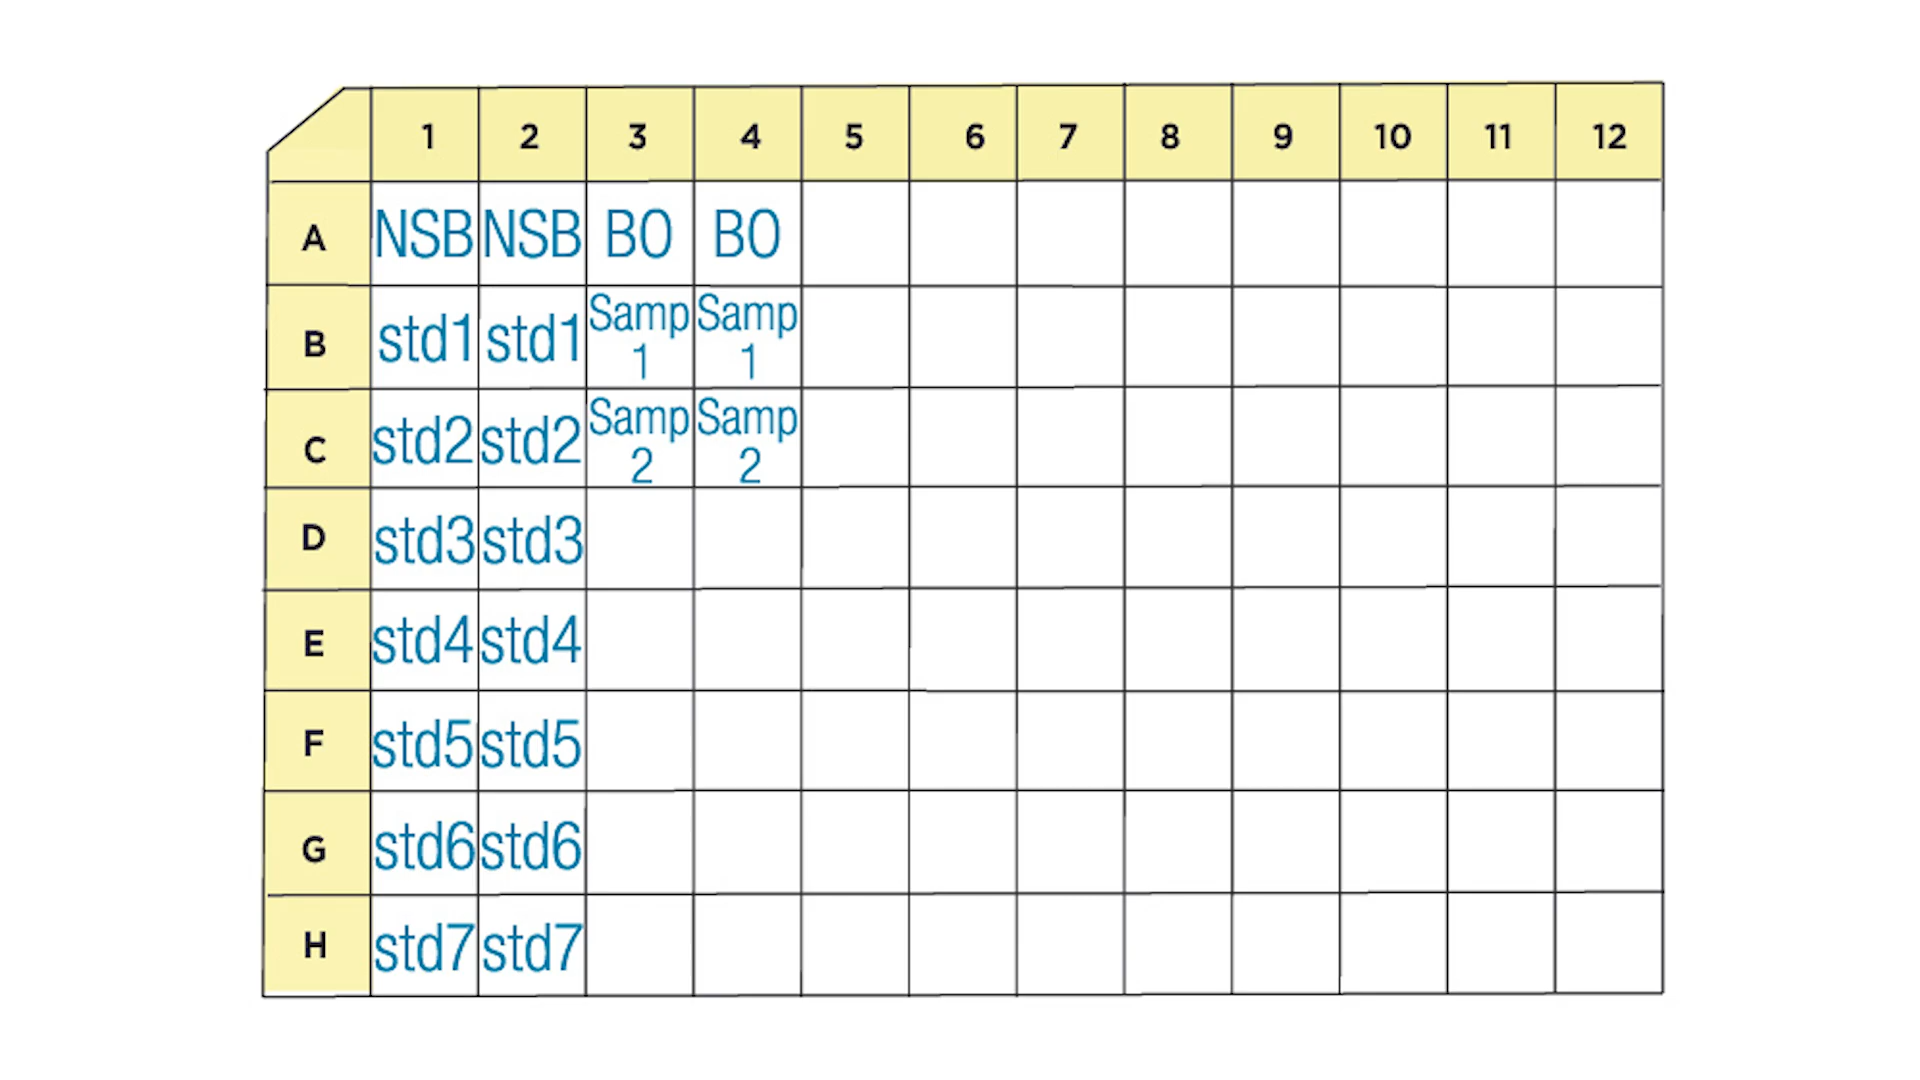 1 2 3 4 5 6 7 8 9 10 11 12
A NSB NSB BO BO
B std1 std1 Samp 1 Samp 1
C std2 std2 Samp 2 Samp 2
D std3 std3
E std4 std4
F std5 std5
G std6 std6
H std7 std7